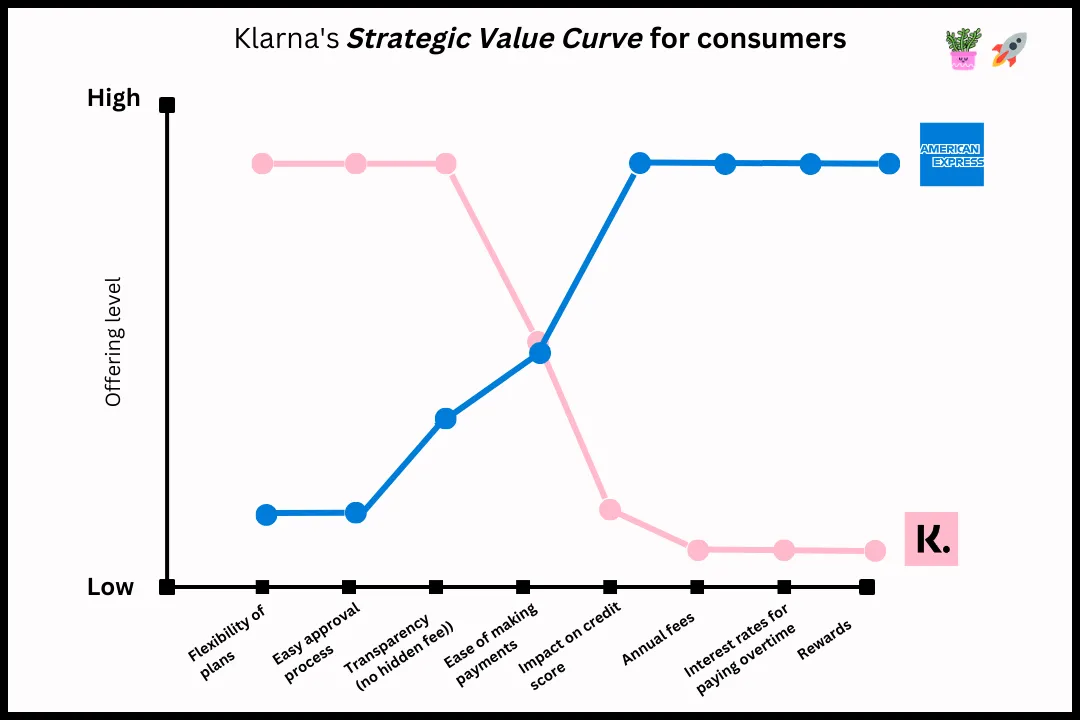 Klarna's Strategic Value Curve for consumers
High
AMERICAN
EXPRESS
Offering level
K.
Low
Flexibility of
plans
Easy approval
process
Transparency
(no hidden fee))
Ease of making
payments
Impact on credit
score
Annual fees
Interest rates for
paying overtime
Rewards